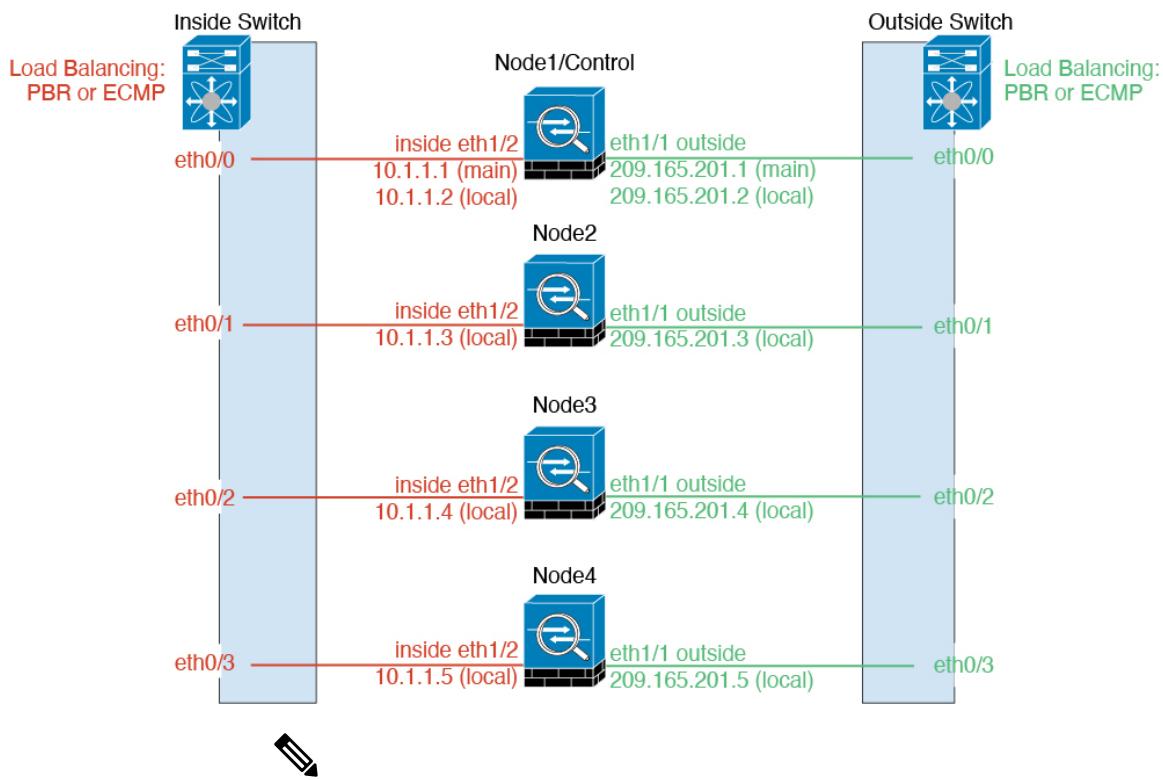 Inside Switch
Outside Switch
Load Balancing:
PBR or ECMP
Node1/Control
Load Balancing:
PBR or ECMP
eth0/0
inside eth1/2
10.1.1.1 (main)
10.1.1.2 (local)
eth1/1 outside
209.165.201.1 (main)
209.165.201.2 (local)
eth0/0
Node2
eth0/1
inside eth1/2
10.1.1.3 (local)
eth1/1 outside
209.165.201.3 (local)
eth0/1
Node3
eth0/2
inside eth1/2
10.1.1.4 (local)
eth1/1 outside
209.165.201.4 (local)
eth0/2
Node4
eth0/3
inside eth1/2
10.1.1.5 (local)
eth1/1 outside
209.165.201.5 (local)
eth0/3